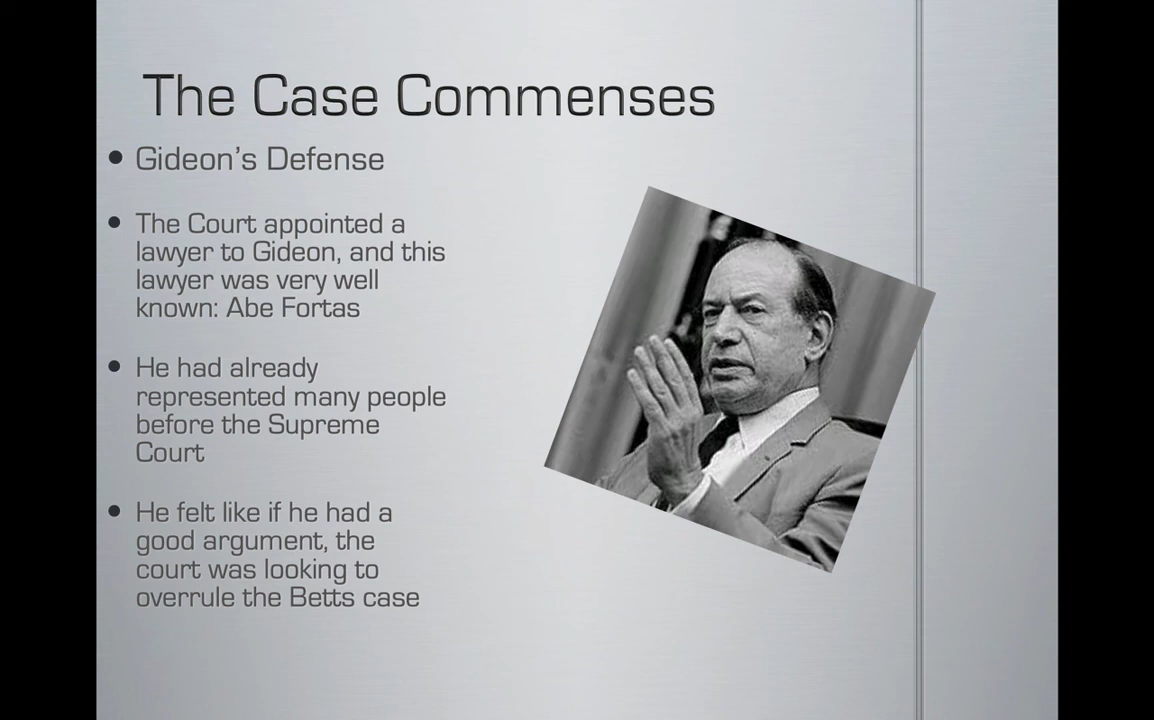 The Case Commenses
Gideon's Defense
The Court appointed a
lawyer to Gideon, and this
lawyer was very well
known: Abe Fortas
He had already
represented many people
before the Supreme
Court
He felt like if he had a
good argument, the
court was looking to
overrule the Betts case